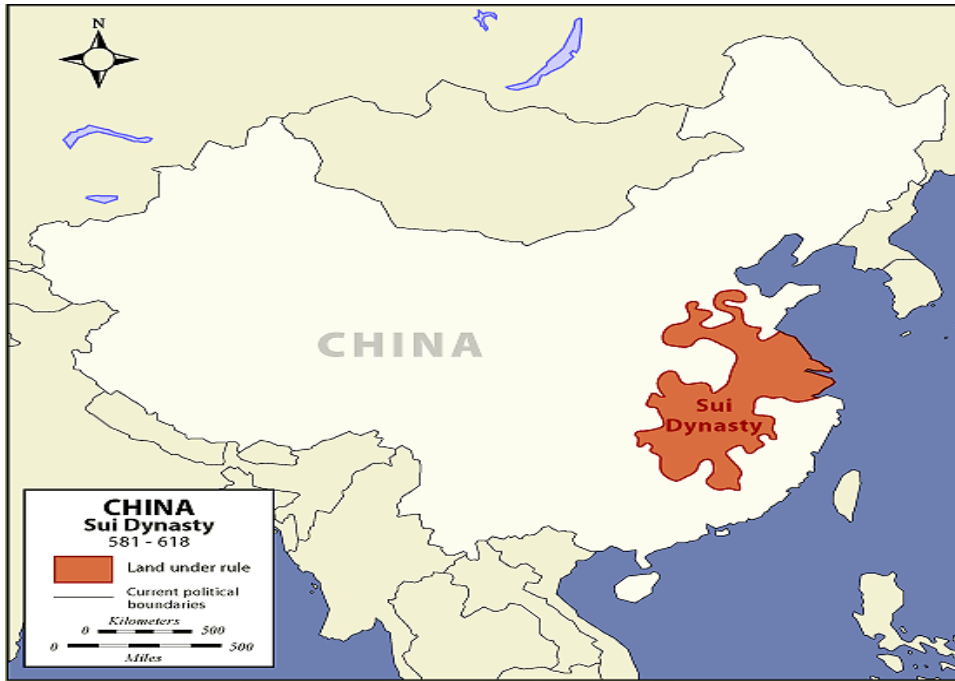 N
CHINA
Sui
Dynasty
CHINA
Sui Dynasty
581 - 618
Land under rule
Current political
boundaries
Kilometers
0 500
0 500
Miles